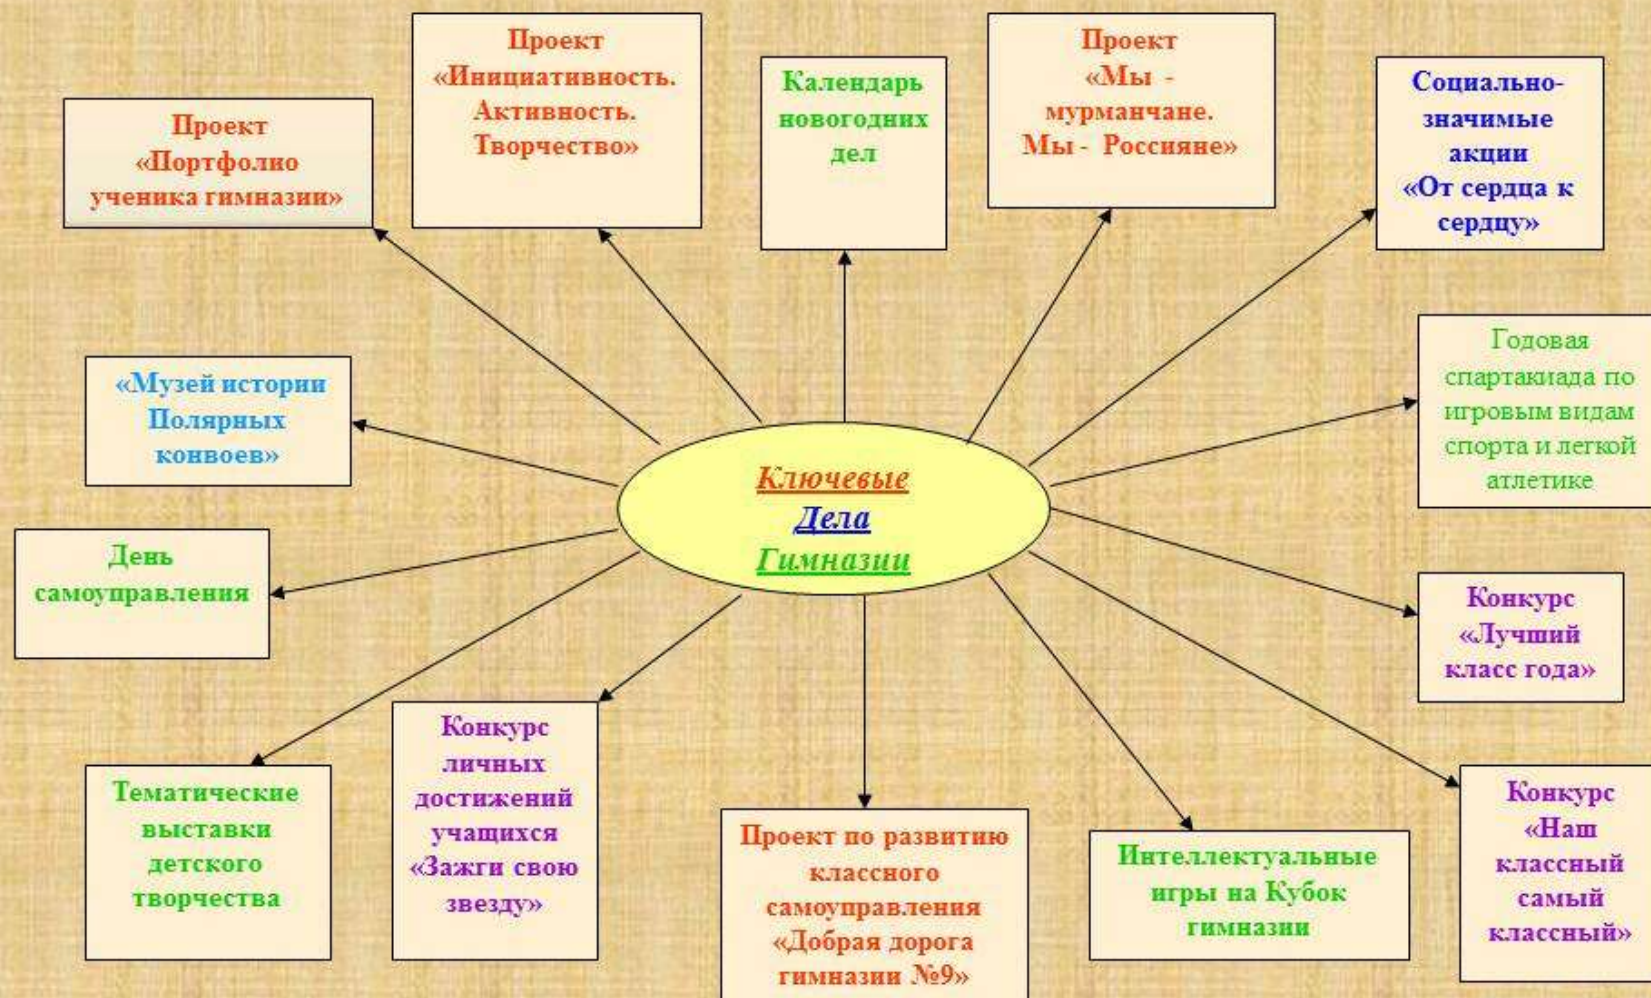 Проект
«Портфолио
ученика гимназии»
Проект
«Инициативность.
Активность.
Творчество»
Календарь
новогодних
дел
Проект
«Мы -
мурманчане.
Мы - Россияне»
Социально-
значимые
акции
«От сердца к
сердцу»
«Музей истории
Полярных
конвоев»
Годовая
спартакиада по
игровым видам
спорта и легкой
атлетике
Ключевые
Дела
Гимназии
День
самоуправления
Конкурс
«Лучший
класс года»
Тематические
выставки
детского
творчества
Конкурс
личных
достижений
учащихся
«Зажги свою
звезду»
Проект по развитию
классного
самоуправления
«Добрая дорога
гимназии №9»
Интеллектуальные
игры на Кубок
гимназии
Конкурс
«Наш
классный
самый
классный»